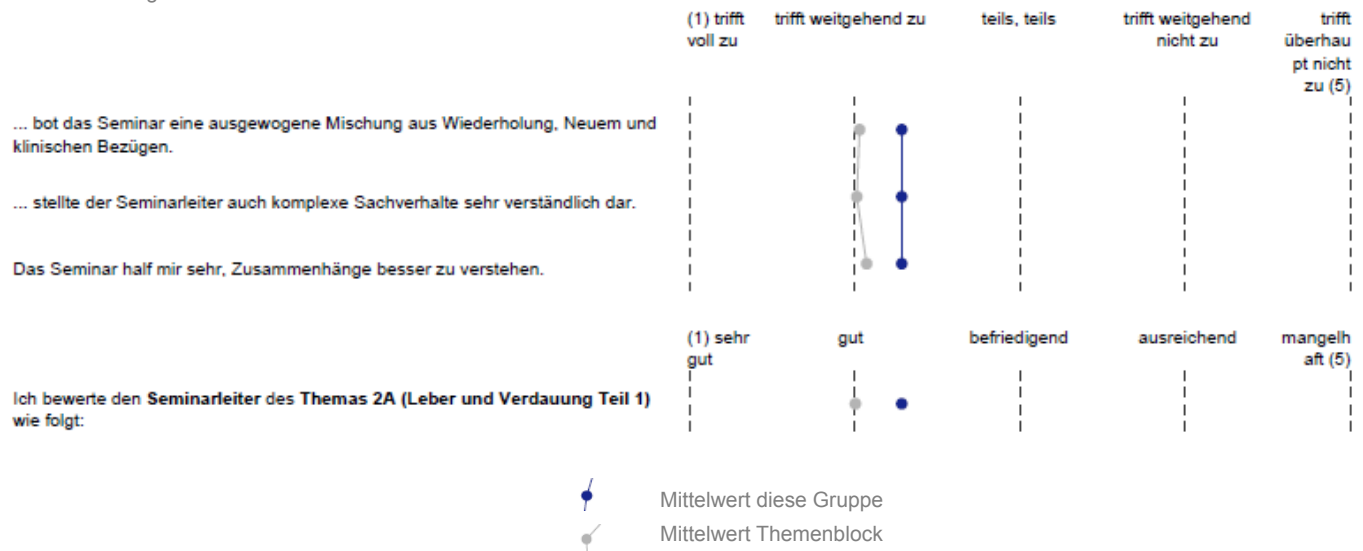 (1) trifft voll zu
trifft weitgehend zu
teils, teils
trifft weitgehend nicht zu
trifft überhau pt nicht zu (5)
... bot das Seminar eine ausgewogene Mischung aus Wiederholung, Neuem und
klinischen Bezügen.
... stellte der Seminarleiter auch komplexe Sachverhalte sehr verständlich dar.
Das Seminar half mir sehr, Zusammenhänge besser zu verstehen.
(1) sehr gut
gut
befriedigend
ausreichend
mangelh aft (5)
Ich bewerte den Seminarleiter des Themas 2A (Leber und Verdauung Teil 1)
wie folgt:
Mittelwert diese Gruppe
Mittelwert Themenblock